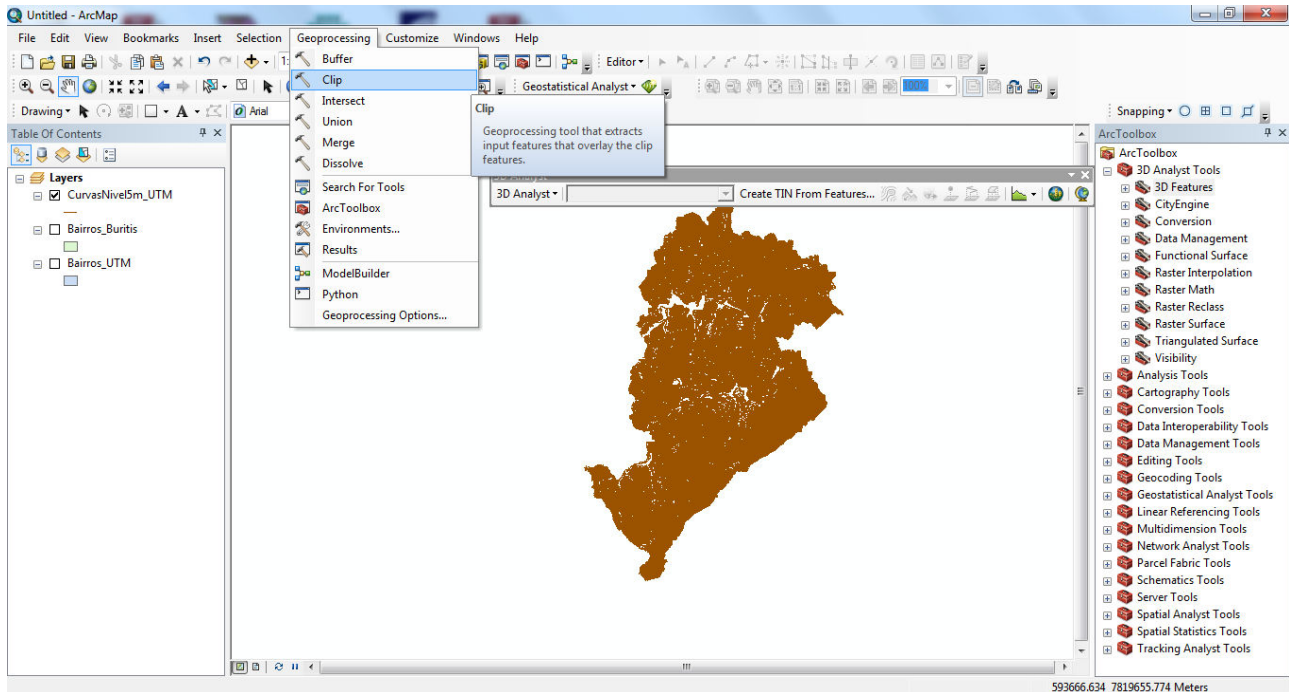 Untitled - ArcMap
File Edit View Bookmarks Insert Selection Geoprocessing Customize Windows Help
Editor
Geostatistical Analyst
100%
Drawing A Arial
Snapping
Table Of Contents
Layers
CurvasNivel5m_UTM
Bairros_Buritis
Bairros_UTM
Buffer
Clip
Intersect
Union
Merge
Dissolve
Search For Tools
ArcToolbox
Environments...
Results
ModelBuilder
Python
Geoprocessing Options...
Clip
Geoprocessing tool that extracts
input features that overlay the clip
features.
3D Analyst
3D Analyst Create TIN From Features...
ArcToolbox
ArcToolbox
3D Analyst Tools
3D Features
CityEngine
Conversion
Data Management
Functional Surface
Raster Interpolation
Raster Math
Raster Reclass
Raster Surface
Triangulated Surface
Visibility
Analysis Tools
Cartography Tools
Conversion Tools
Data Interoperability Tools
Data Management Tools
Editing Tools
Geocoding Tools
Geostatistical Analyst Tools
Linear Referencing Tools
Multidimension Tools
Network Analyst Tools
Parcel Fabric Tools
Schematics Tools
Server Tools
Spatial Analyst Tools
Spatial Statistics Tools
Tracking Analyst Tools
593666.634 7819655.774 Meters